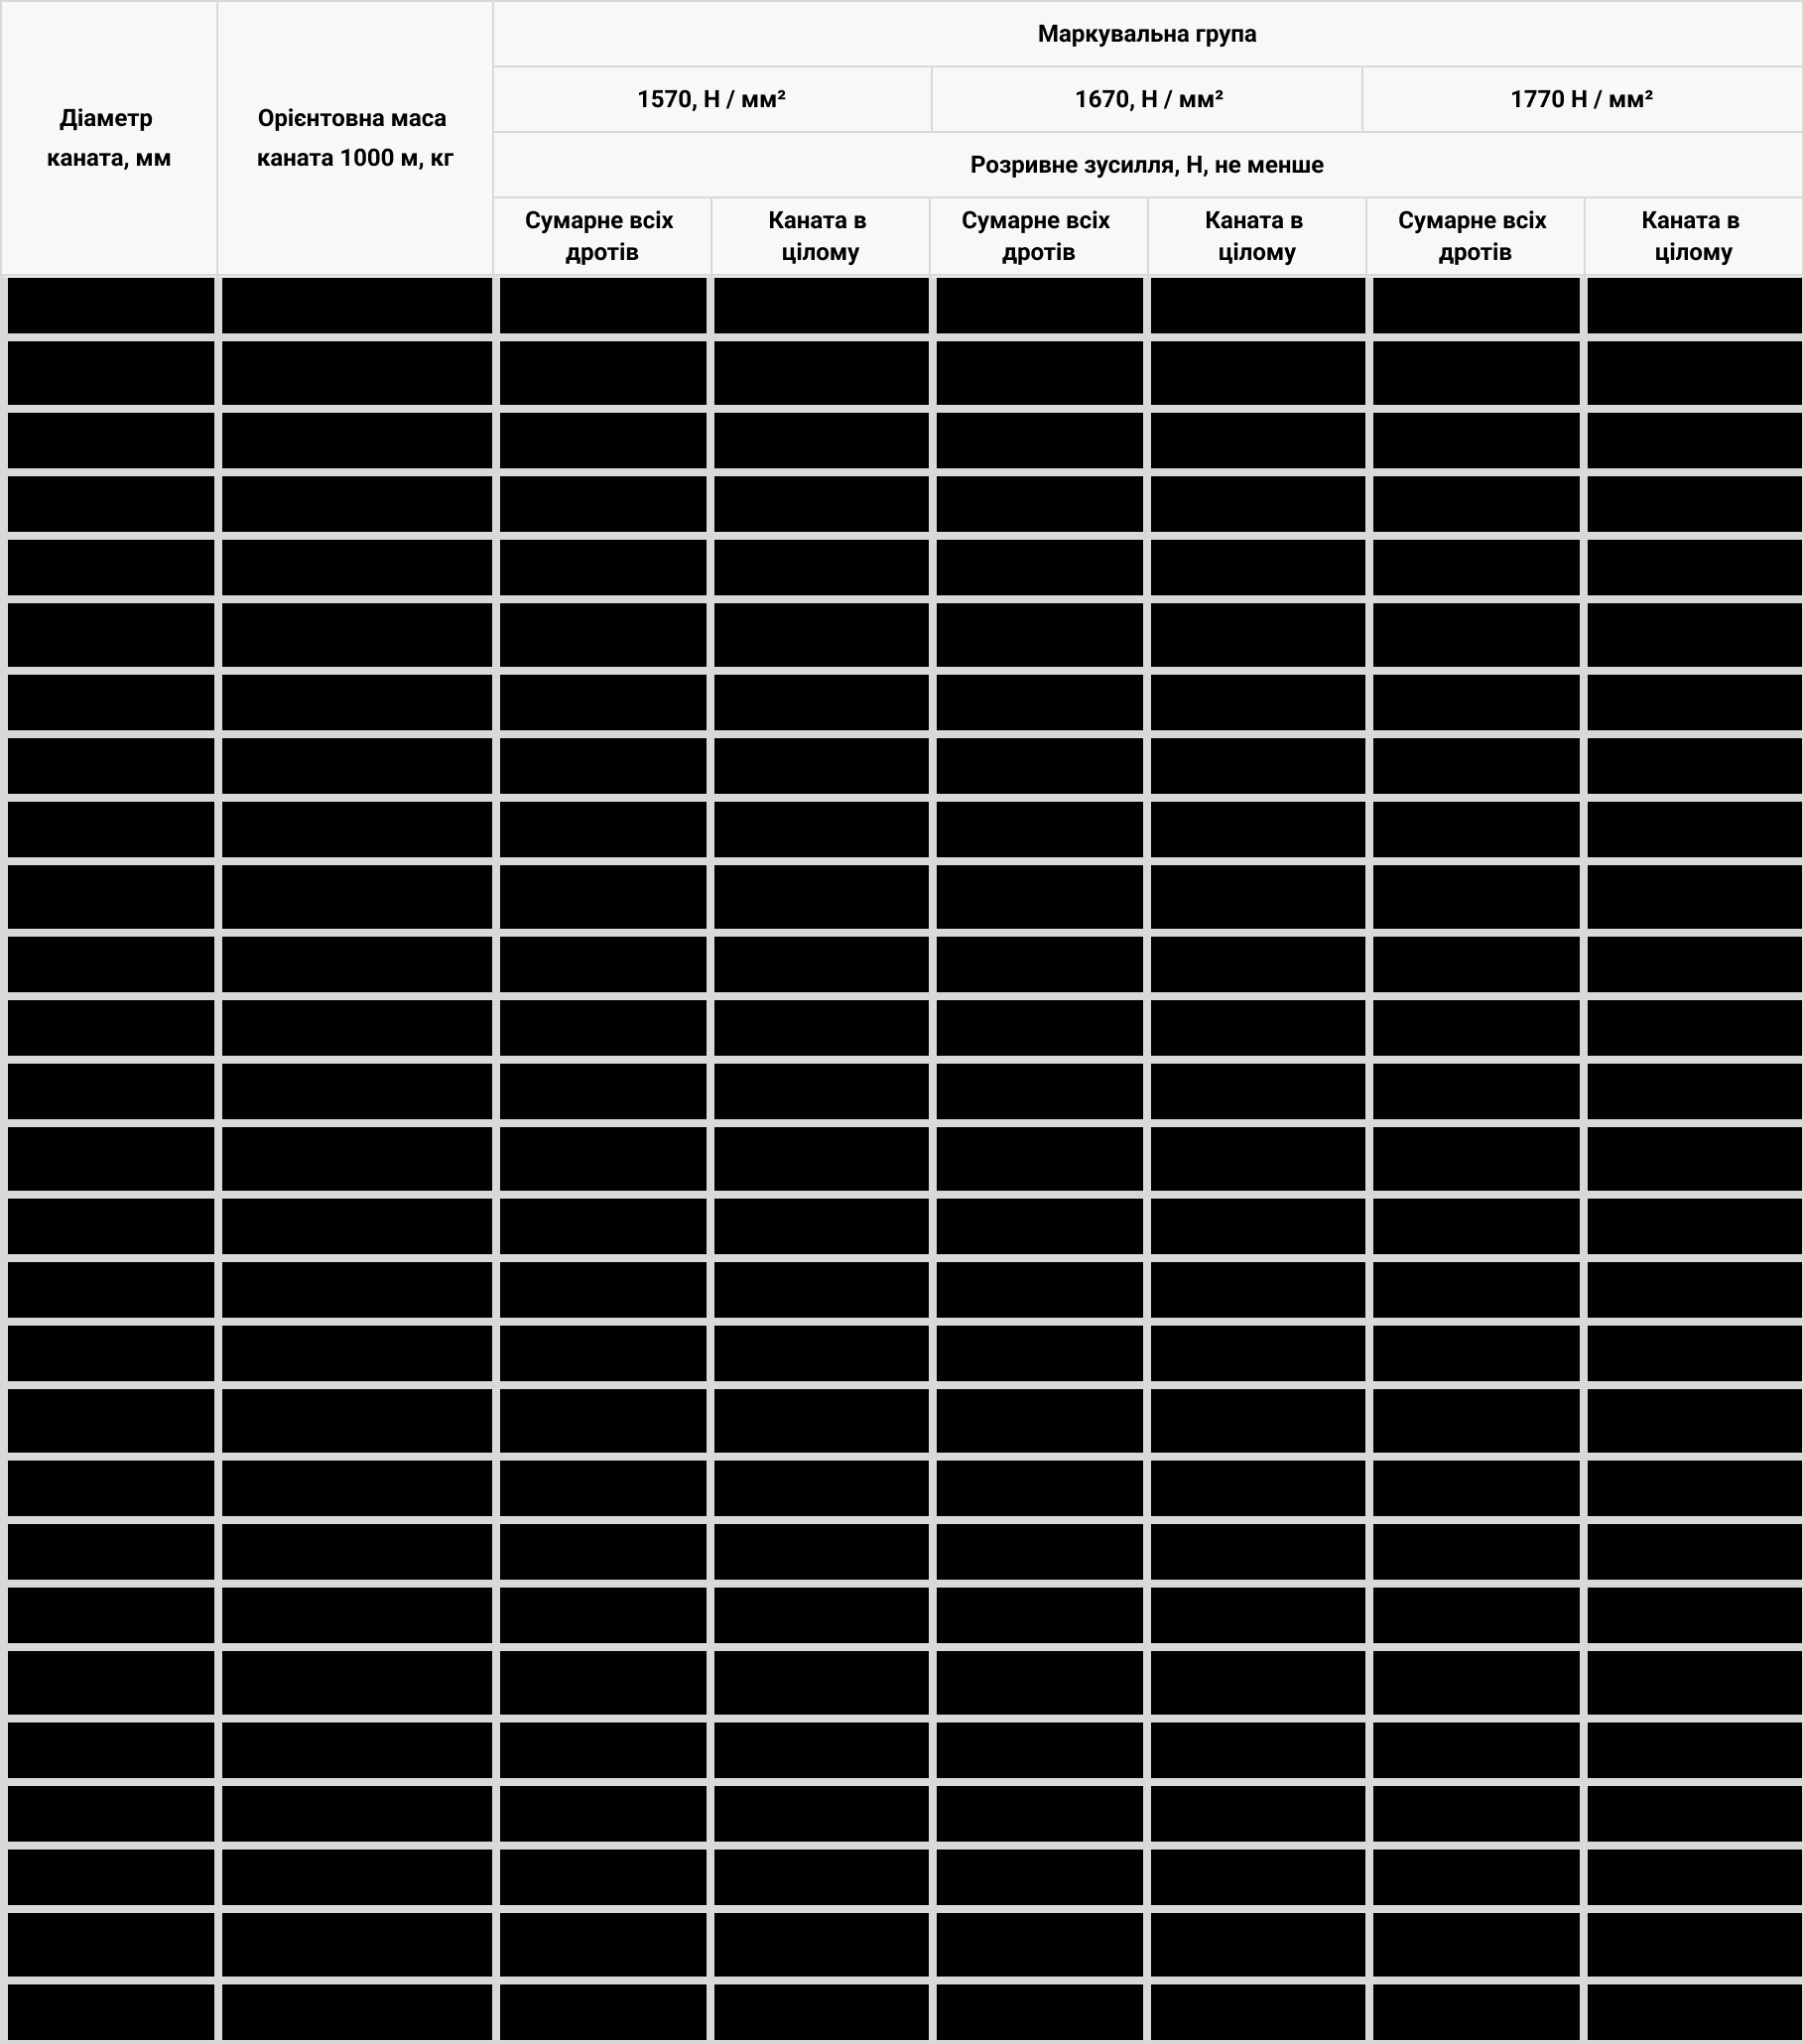 Діаметр
каната, мм
Орієнтовна маса
каната 1000 м, кг
Маркувальна група
1570, Н / мм²
1670, Н / мм²
1770 Н / мм²
Розривне зусилля, Н, не менше
Сумарне всіх
дротів
Каната в
цілому
Сумарне всіх
дротів
Каната в
цілому
Сумарне всіх
дротів
Каната в
цілому